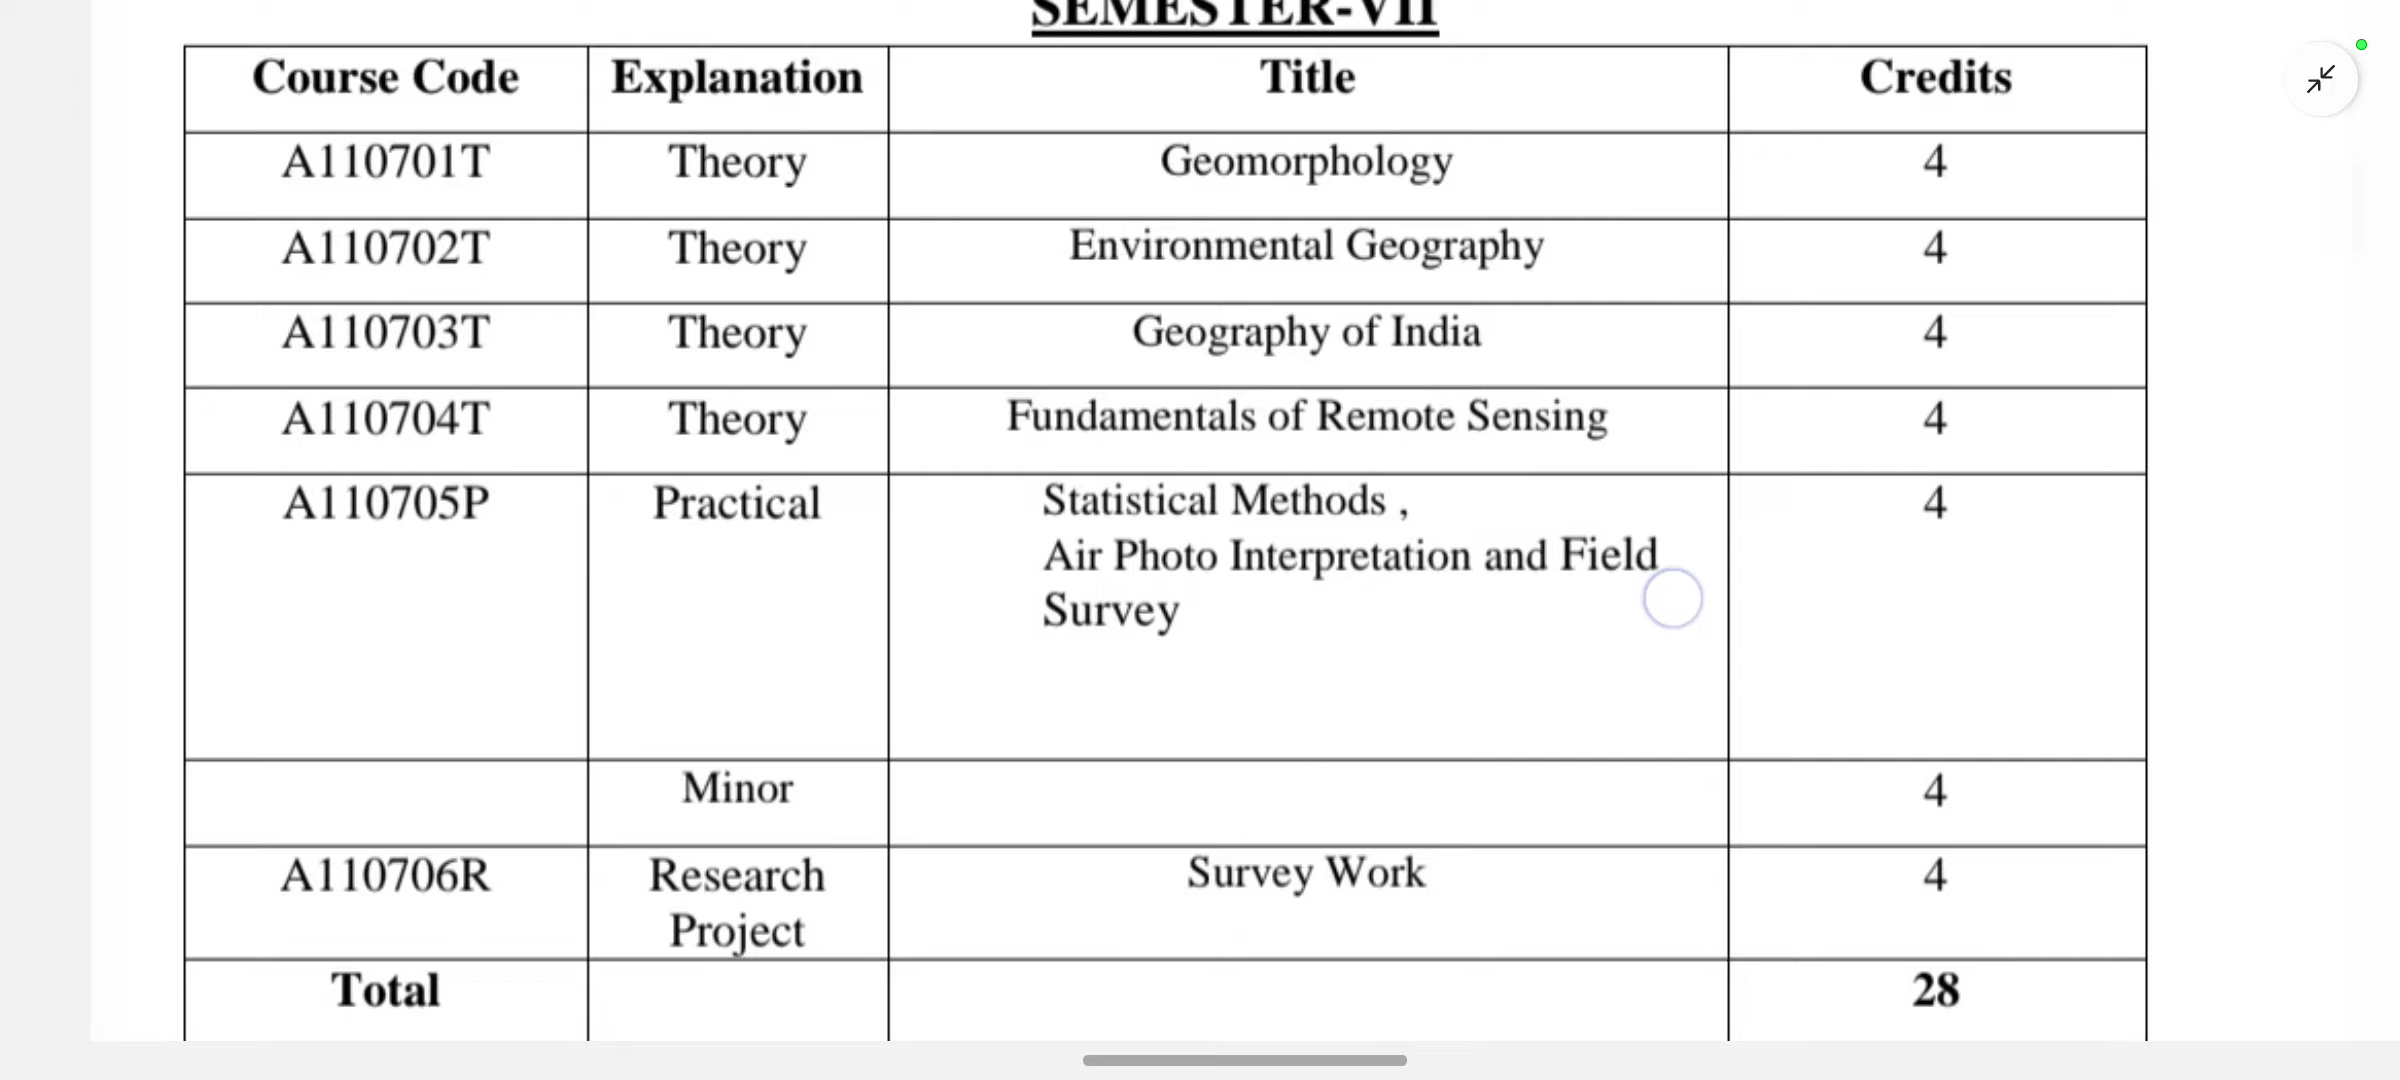 SEMESTER-VII
Course Code Explanation Title Credits
A110701T Theory Geomorphology 4
A110702T Theory Environmental Geography 4
A110703T Theory Geography of India 4
A110704T Theory Fundamentals of Remote Sensing 4
A110705P Practical Statistical Methods , 4
Air Photo Interpretation and Field
Survey
Minor 4
A110706R Research Survey Work 4
Project
Total 28